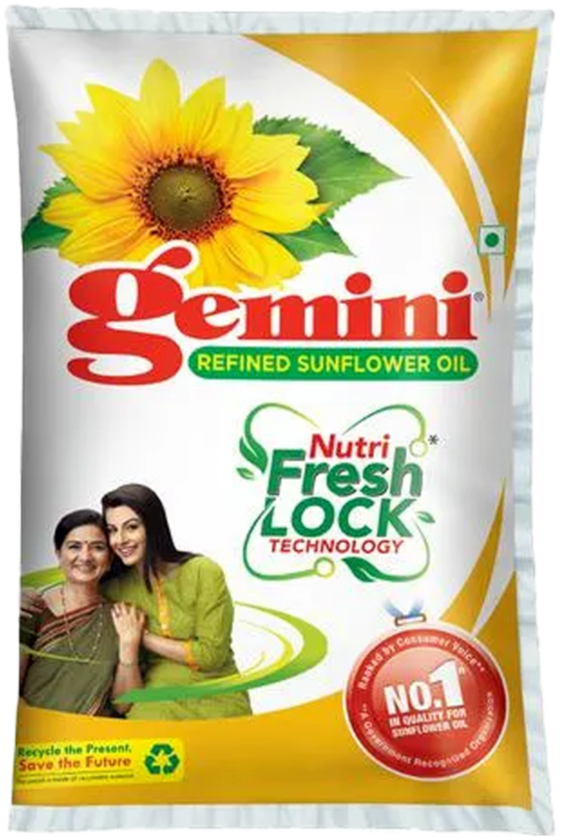 gemini®
REFINED SUNFLOWER OIL
Nutri
Fresh
LOCK
TECHNOLOGY
*
Ranked by Consumer Voice**
NO.1
IN QUALITY FOR
SUNFLOWER OIL
**A Government Recognised Organization
Recycle the Present,
Save the Future